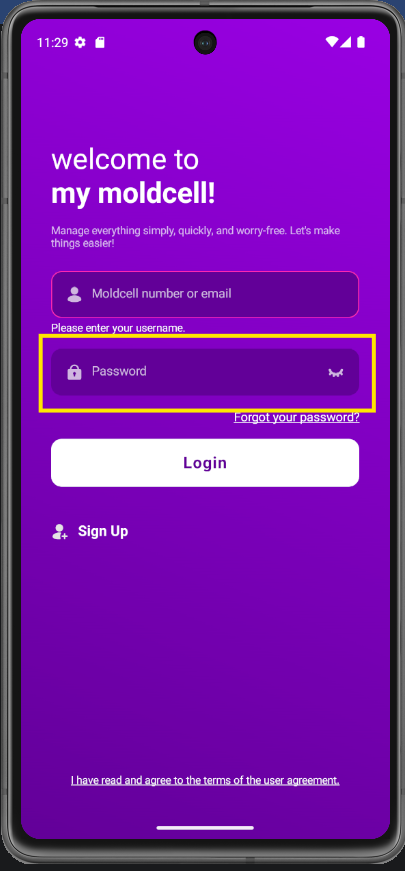 11:29
welcome to
my moldcell!
Manage everything simply, quickly, and worry-free. Let's make
things easier!
Moldcell number or email
Please enter your username.
Password
Forgot your password?
Login
Sign Up
I have read and agree to the terms of the user agreement.